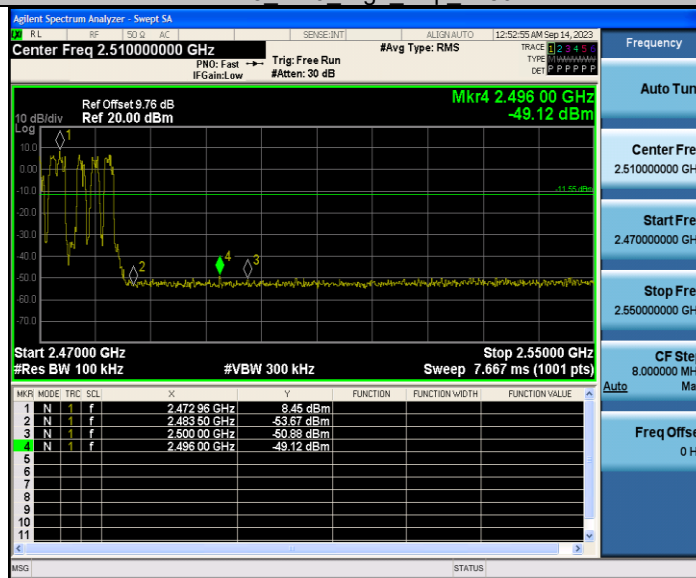 Agilent Spectrum Analyzer - Swept SA
RL RF 50 Ω AC SENSE:INT ALIGN AUTO 12:52:55 AM Sep 14, 2023
Center Freq 2.510000000 GHz
PNO: Fast
IFGain:Low
Trig: Free Run
#Atten: 30 dB
#Avg Type: RMS
TRACE 1 2 3 4 5 6
TYPE MWWWWW
DET P P P P P P
Mkr4 2.496 00 GHz
-49.12 dBm
Ref Offset 9.76 dB
10 dB/div Ref 20.00 dBm
Log
10.0
0.00
-10.0
-20.0
-30.0
-40.0
-50.0
-60.0
-70.0
-11.55 dBm
1
2
4
3
Start 2.47000 GHz Stop 2.55000 GHz
#Res BW 100 kHz #VBW 300 kHz Sweep 7.667 ms (1001 pts)
MKR MODE TRC SCL X Y FUNCTION FUNCTION WIDTH FUNCTION VALUE
1 N 1 f 2.472 96 GHz 8.45 dBm
2 N 1 f 2.483 50 GHz -53.67 dBm
3 N 1 f 2.500 00 GHz -50.88 dBm
4 N 1 f 2.496 00 GHz -49.12 dBm
5
6
7
8
9
10
11
MSG STATUS
Frequency
Auto Tun
Center Fre
2.510000000 GH
Start Fre
2.470000000 GH
Stop Fre
2.550000000 GH
CF Ste
8.000000 MH
Auto Ma
Freq Offse
0 H